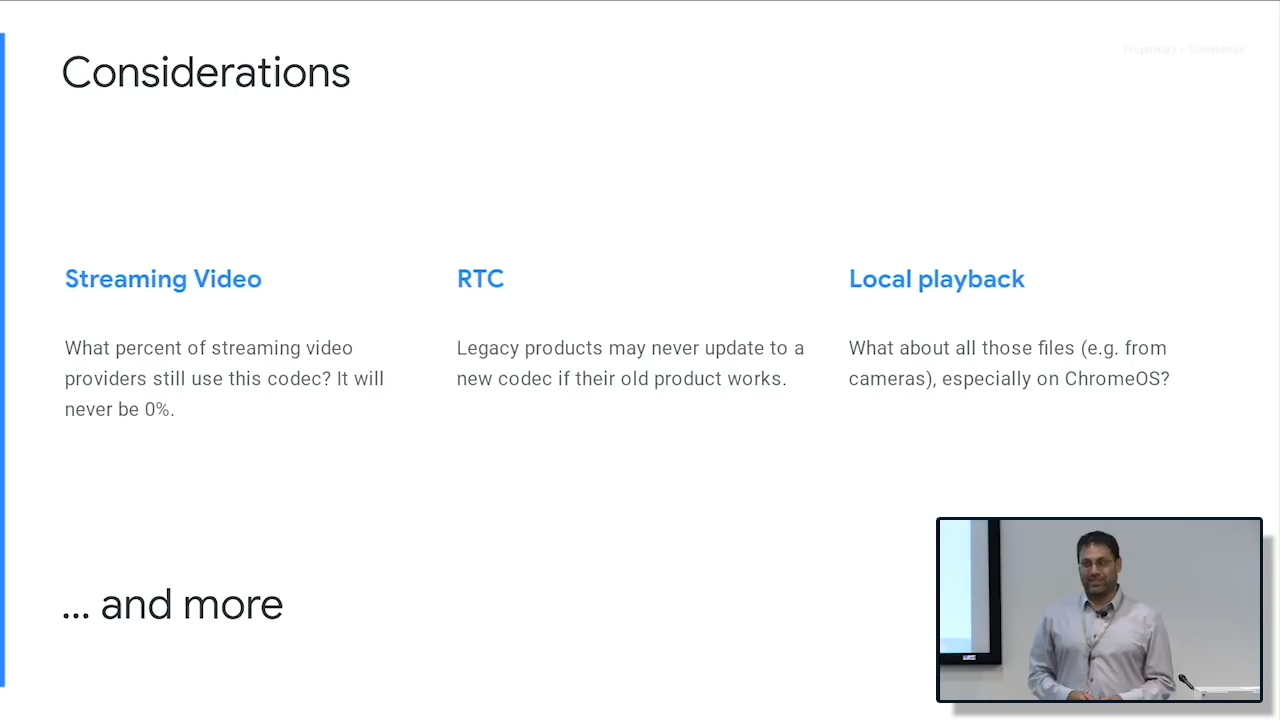 Proprietary + Confidential
Considerations
Streaming Video
What percent of streaming video
providers still use this codec? It will
never be 0%.
RTC
Legacy products may never update to a
new codec if their old product works.
Local playback
What about all those files (e.g. from
cameras), especially on ChromeOS?
... and more